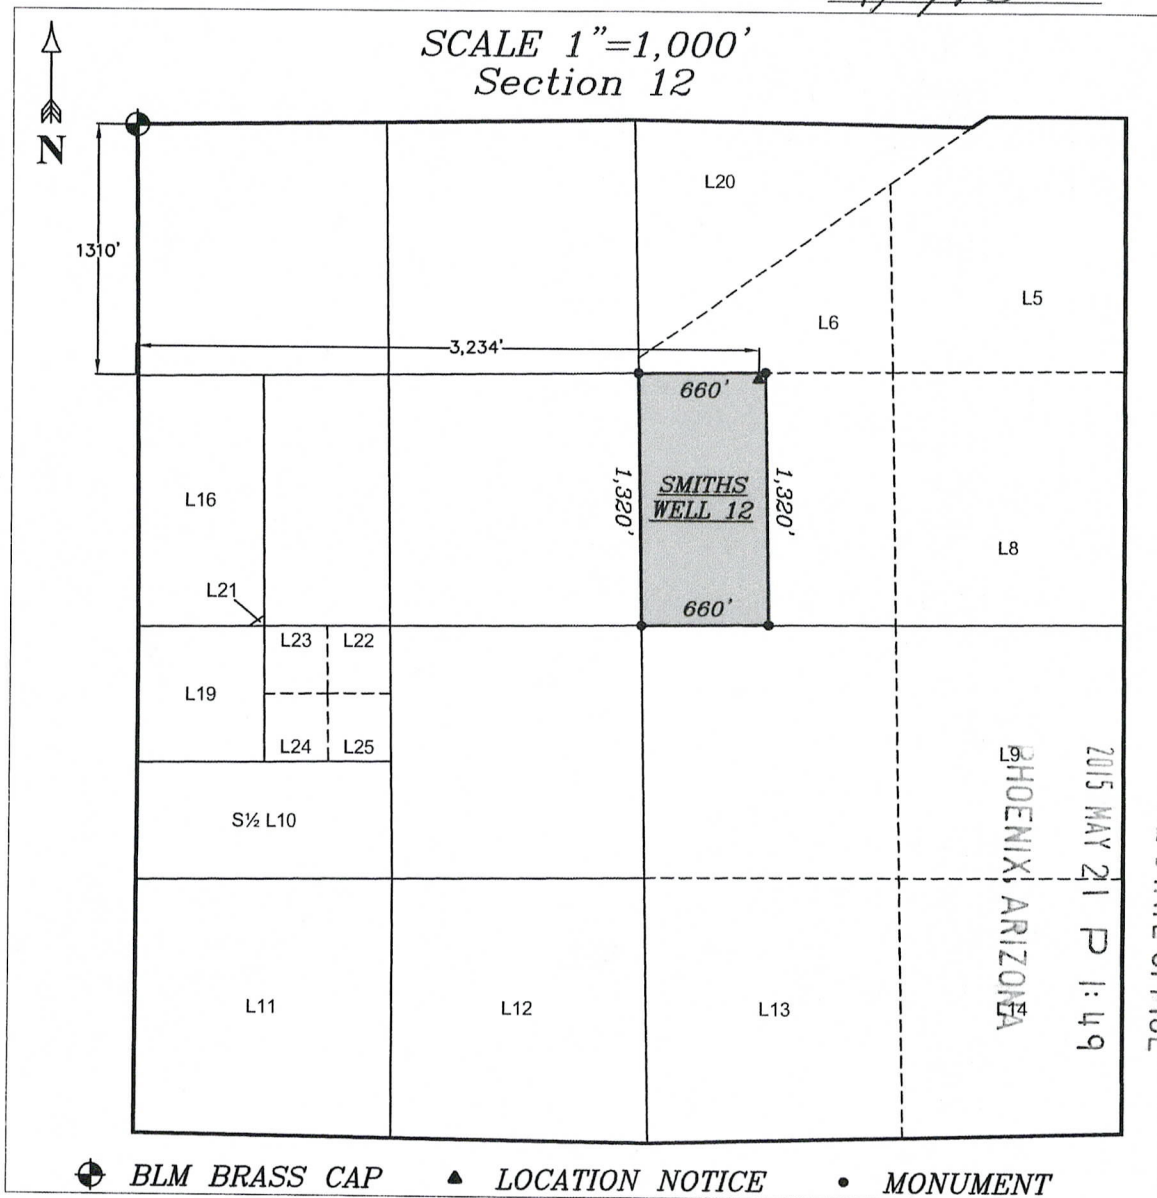 SCALE 1"=1,000'
Section 12
N
L20
1310'
L5
L6
3,234'
660'
L16
1,320'
SMITHS
WELL 12
1,320'
L8
L21
660'
L23
L22
L19
L24
L25
L9
S½ L10
PHOENIX, ARIZONA
2015 MAY 21 P 1:49
L11
L12
L13
L14
BLM BRASS CAP
LOCATION NOTICE
MONUMENT